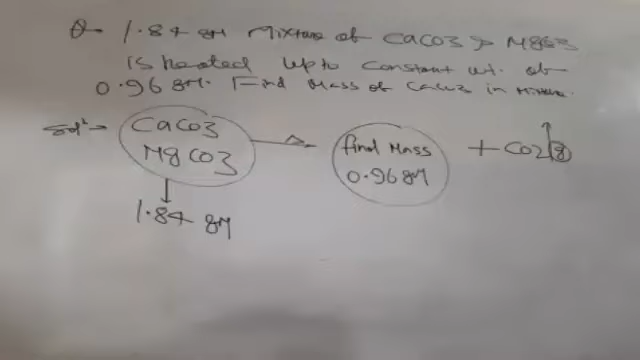 Q- 1.84 gm Mixture of CaCO3 & MgCO3
is heated upto constant wt. of
0.96 gm. Find Mass of CaCO3 in mixture.
Sol^n→ CaCO3
MgCO3
△
final Mass
0.96 gm
+ CO2(g)↑
1.84 gm